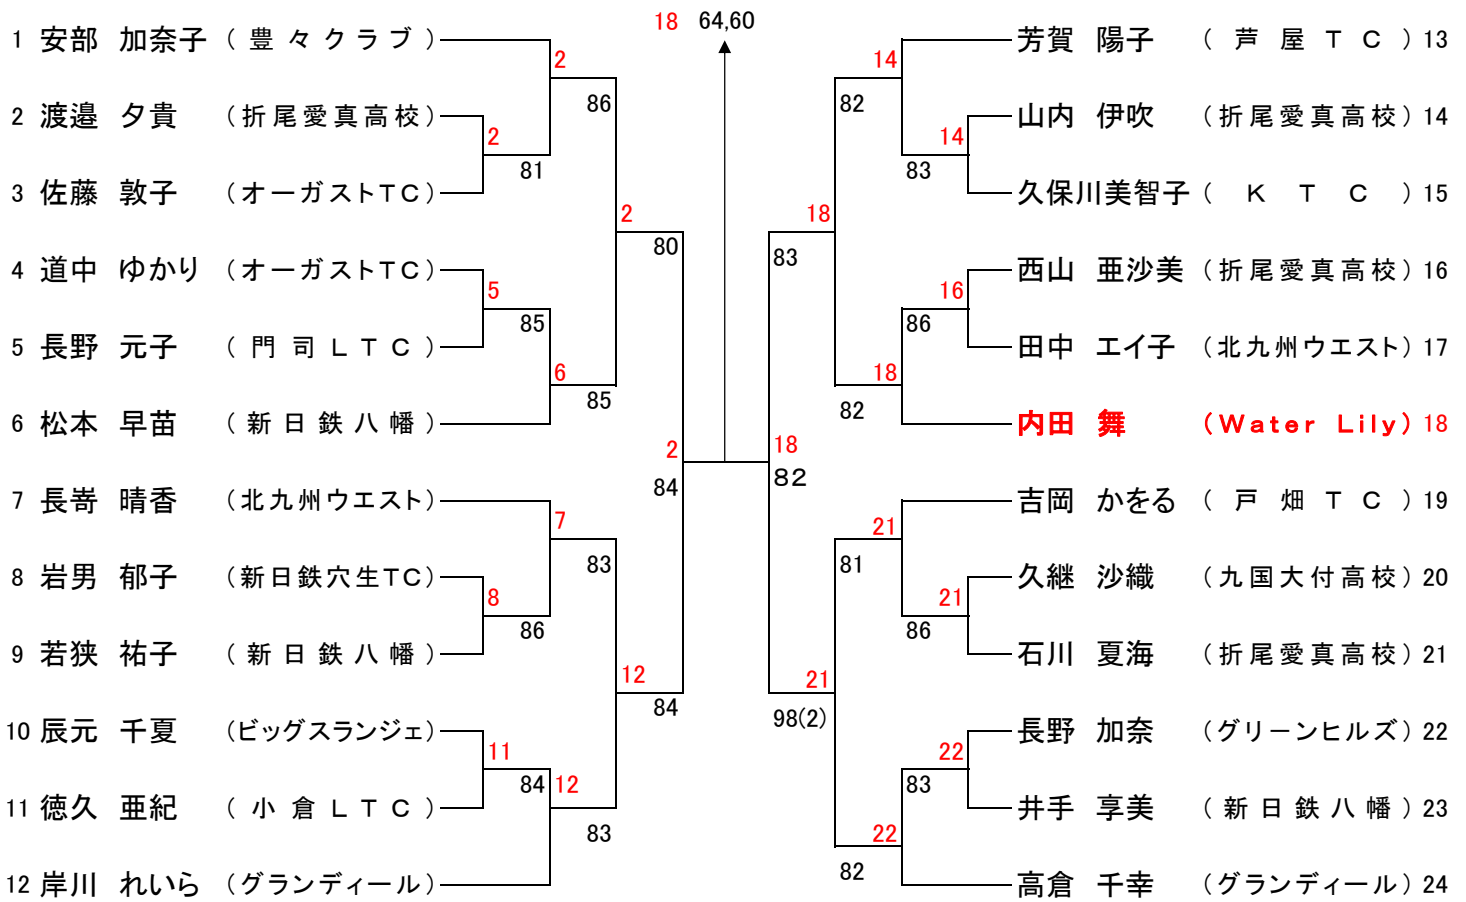 18 64,60
1 安部 加奈子 ( 豊々クラブ )
2
86
2 渡邉 夕貴 (折尾愛真高校)
2
81
3 佐藤 敦子 (オーガストTC)
2
80
4 道中 ゆかり (オーガストTC)
5
85
5 長野 元子 ( 門司LTC )
6
85
6 松本 早苗 ( 新日鉄八幡 )
2
84
7 長嵜 晴香 (北九州ウエスト)
7
83
8 岩男 郁子 (新日鉄穴生TC)
8
86
9 若狭 祐子 ( 新日鉄八幡 )
12
84
10 辰元 千夏 (ビッグスランジェ)
11
84
12
11 徳久 亜紀 ( 小倉LTC )
83
12 岸川 れいら (グランディール)
芳賀 陽子 ( 芦屋TC ) 13
14
82
山内 伊吹 (折尾愛真高校) 14
14
83
久保川美智子 ( KTC ) 15
18
83
西山 亜沙美 (折尾愛真高校) 16
16
86
田中 エイ子 (北九州ウエスト) 17
18
82
内田 舞 (Water Lily) 18
18
82
吉岡 かをる ( 戸畑TC ) 19
21
81
久継 沙織 (九国大付高校) 20
21
86
石川 夏海 (折尾愛真高校) 21
21
98(2)
長野 加奈 (グリーンヒルズ) 22
22
83
井手 享美 ( 新日鉄八幡 ) 23
22
82
高倉 千幸 (グランディール) 24